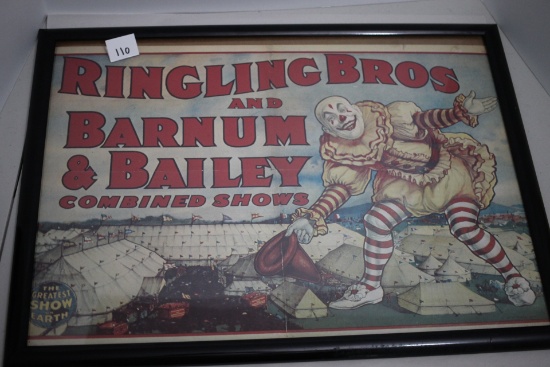 110
RINGLING BROS
AND
BARNUM
& BAILEY
COMBINED SHOWS
THE
GREATEST
SHOW
ON
EARTH